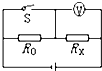 S V
R₀ Rₓ